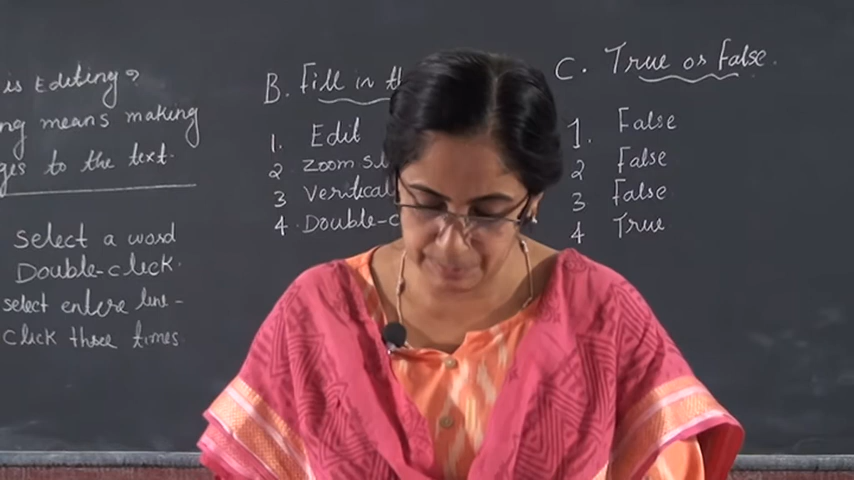 is Editing?
ng means making
ges to the text.
select a word
Double-click.
select entere line -
click three times.
B. Fill in th
1. Edit
2 Zoom sl
3 Vertical
4. Double-c
C. True or False.
1. False
2 False
3 False
4 True